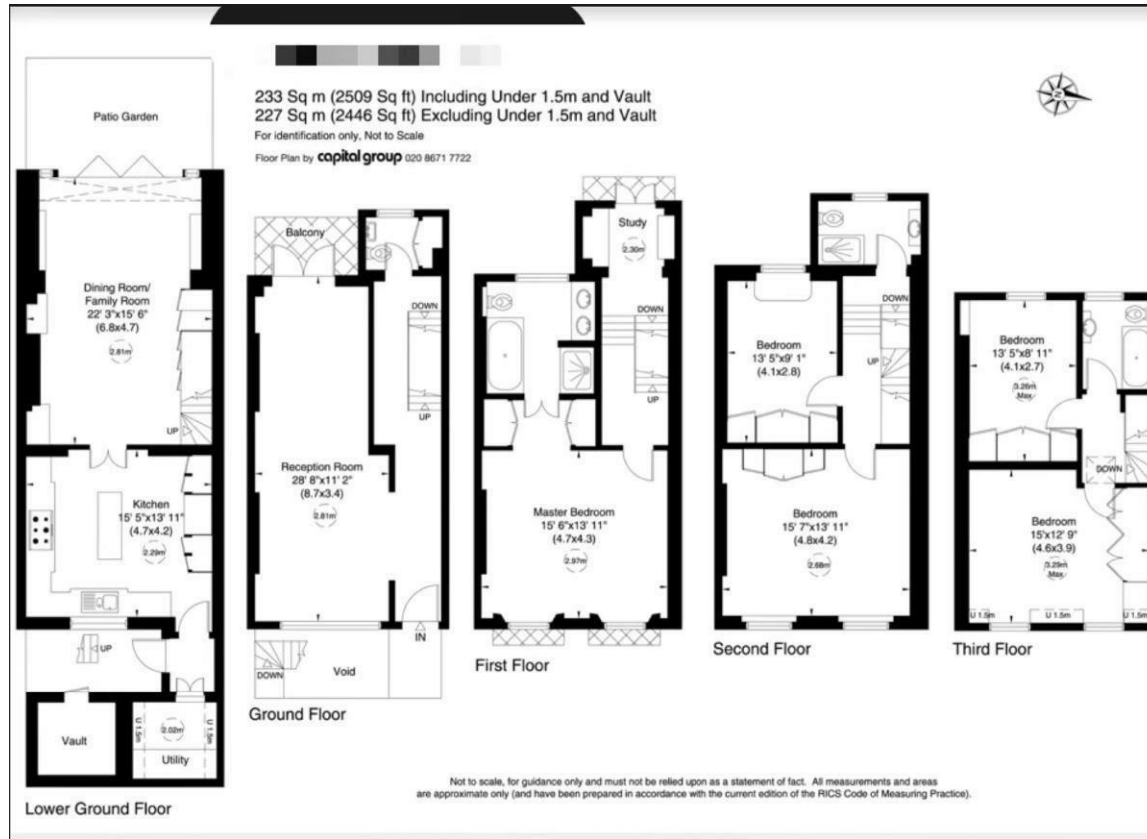 233 Sq m (2509 Sq ft) Including Under 1.5m and Vault
227 Sq m (2446 Sq ft) Excluding Under 1.5m and Vault
For identification only, Not to Scale
Floor Plan by capital group 020 8671 7722
N
Patio Garden
Dining Room/
Family Room
22' 3"x15' 6"
(6.8x4.7)
2.81m
UP
Kitchen
15' 5"x13' 11"
(4.7x4.2)
2.29m
UP
Vault
U 1.5m
2.02m
U 1.5m
Utility
Lower Ground Floor
Balcony
DOWN
UP
Reception Room
28' 8"x11' 2"
(8.7x3.4)
2.81m
IN
DOWN
Void
Ground Floor
Study
2.30m
DOWN
UP
Master Bedroom
15' 6"x13' 11"
(4.7x4.3)
2.97m
First Floor
DOWN
UP
Bedroom
13' 5"x9' 1"
(4.1x2.8)
Bedroom
15' 7"x13' 11"
(4.8x4.2)
2.68m
Second Floor
Bedroom
13' 5"x8' 11"
(4.1x2.7)
3.26m
Max
DOWN
Bedroom
15'x12' 9"
(4.6x3.9)
3.29m
Max
U 1.5m
U 1.5m
U 1.5m
Third Floor
Not to scale, for guidance only and must not be relied upon as a statement of fact. All measurements and areas
are approximate only (and have been prepared in accordance with the current edition of the RICS Code of Measuring Practice).